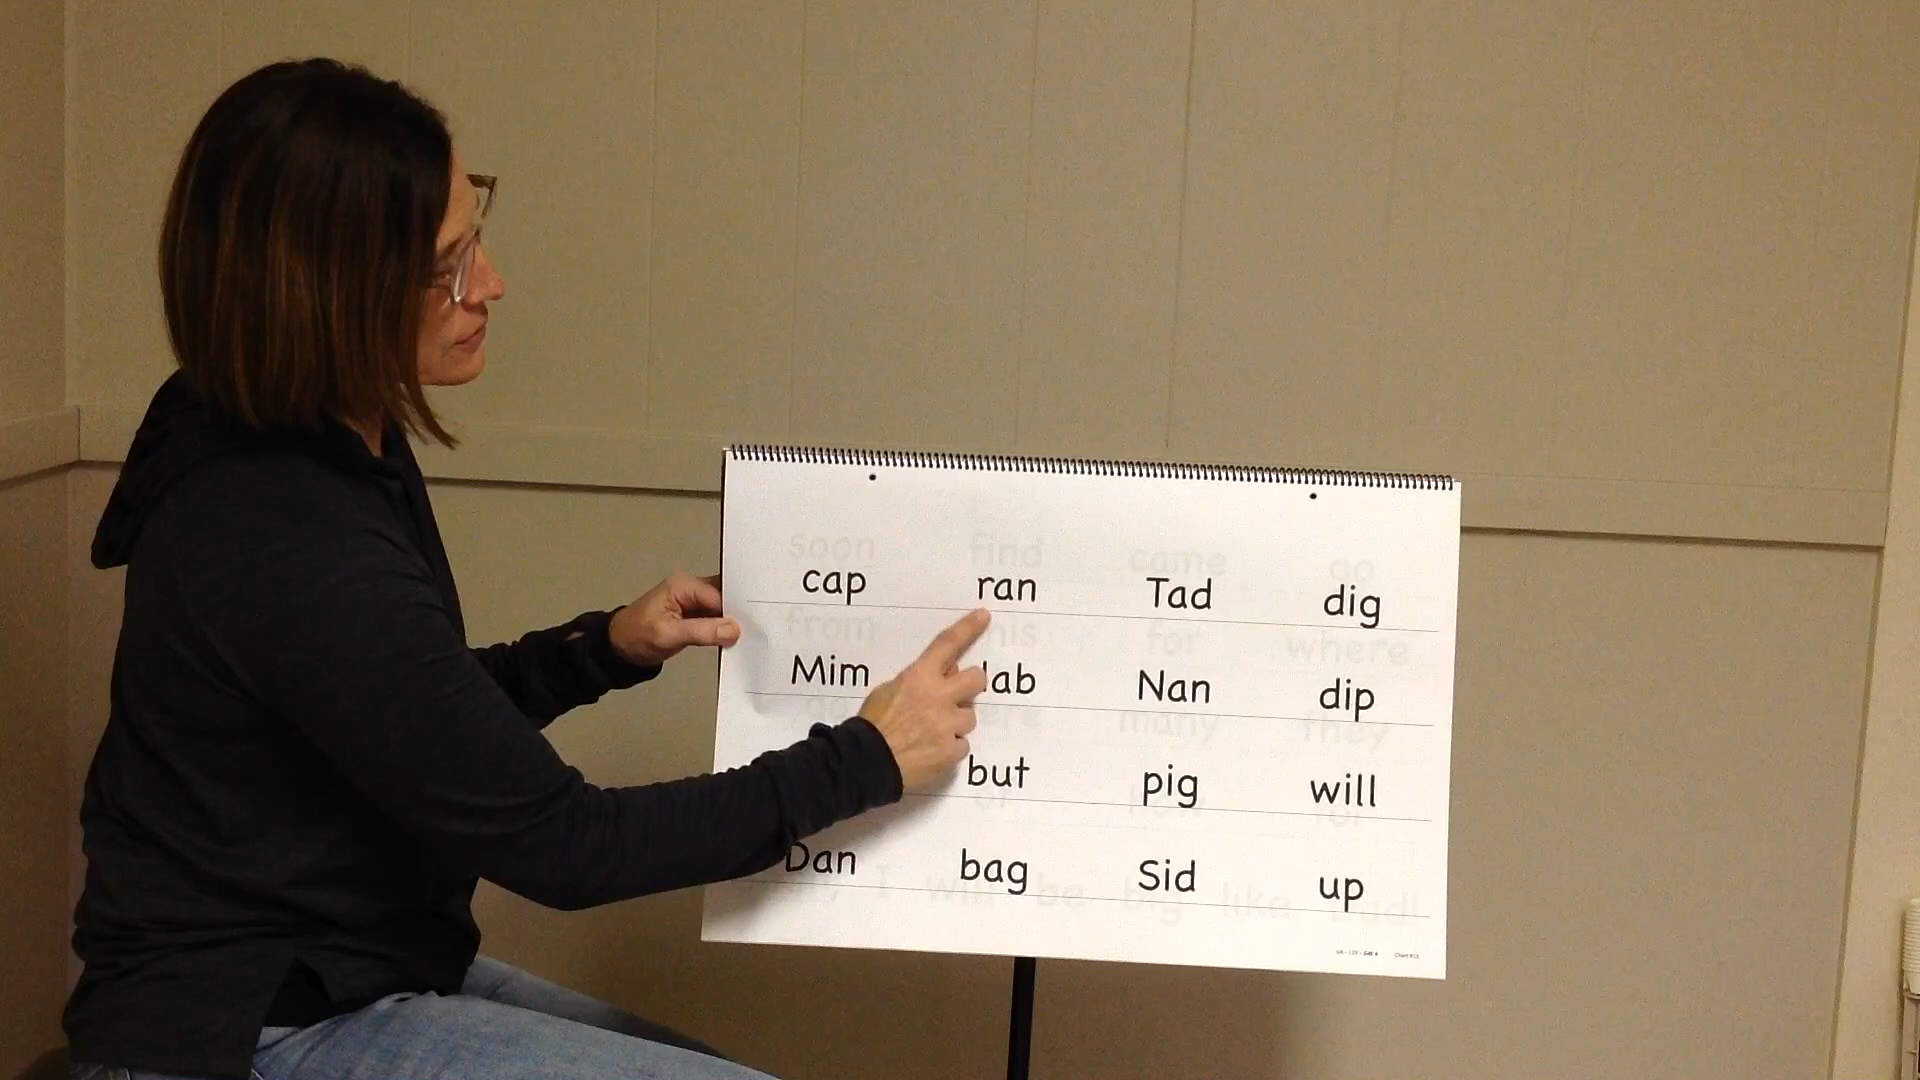 cap ran Tad dig
Mim Nan dip
but pig will
Dan bag Sid up